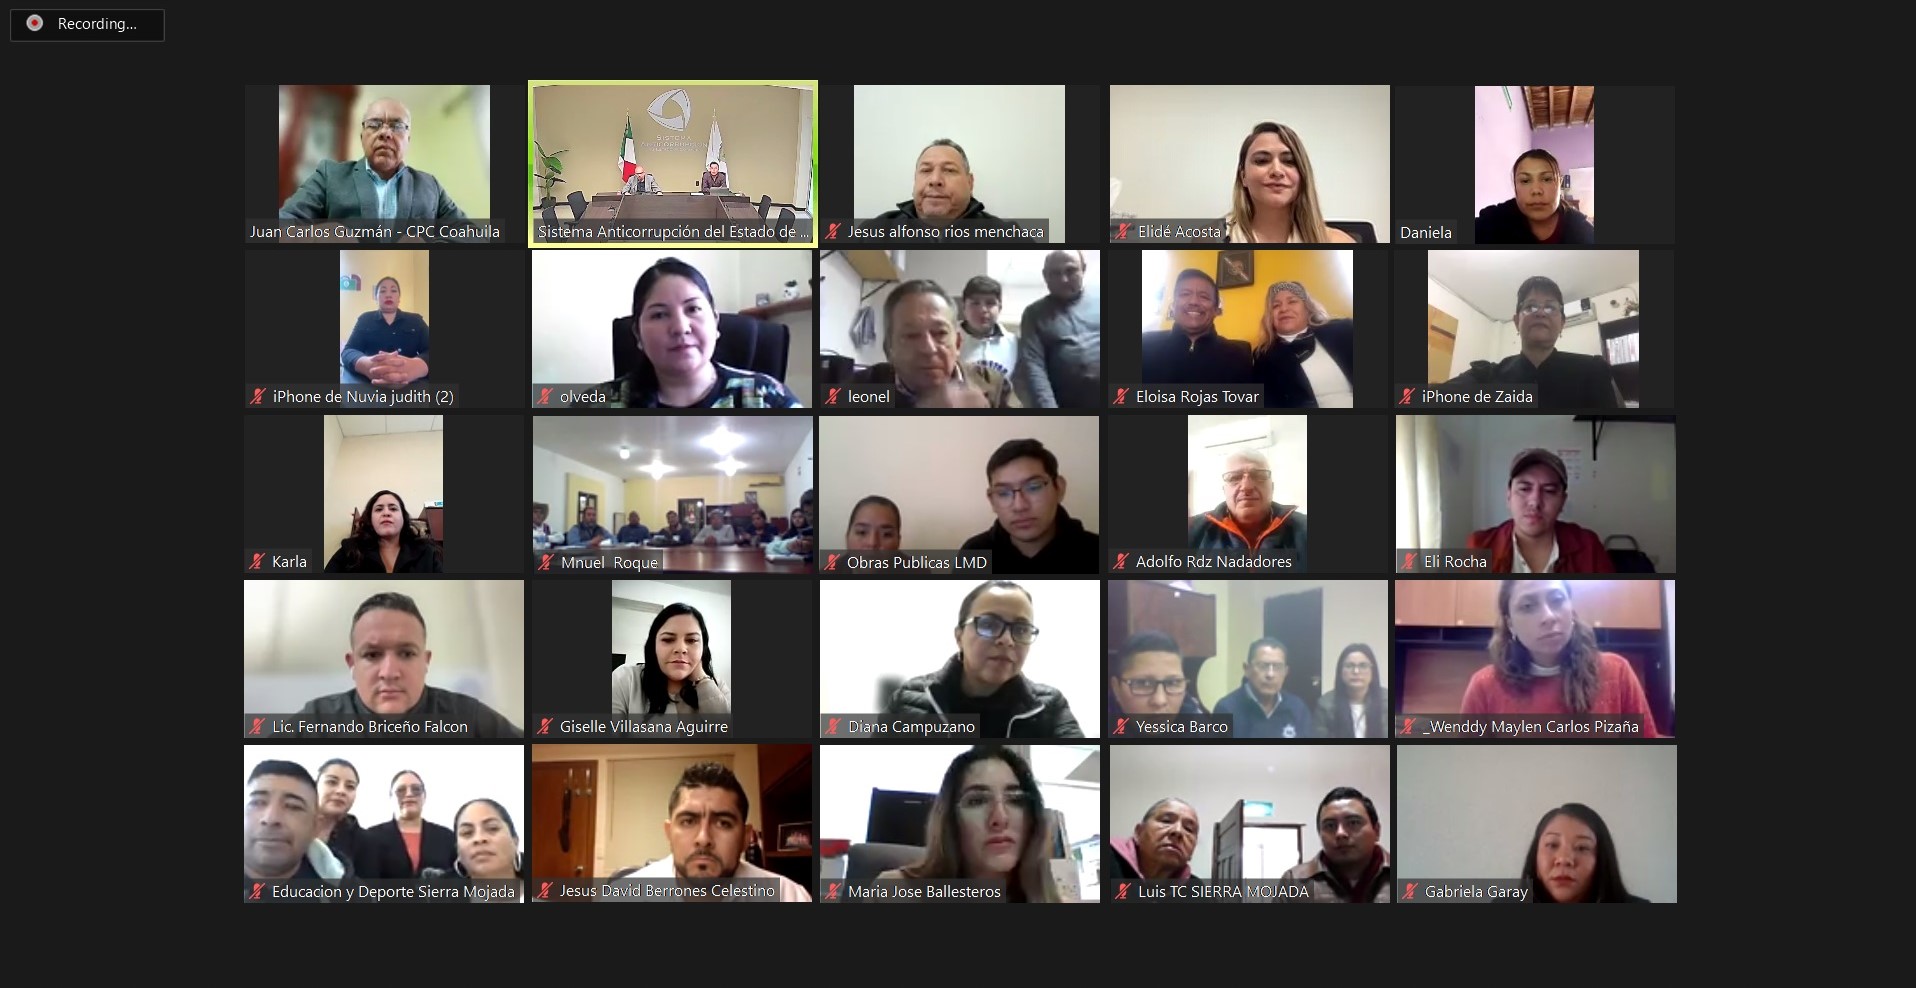 Recording...
SISTEMA
ANTICORRUPCIÓN
Juan Carlos Guzmán - CPC Coahuila
Sistema Anticorrupción del Estado de ...
Jesus alfonso rios menchaca
Elidé Acosta
Daniela
iPhone de Nuvia judith (2)
olveda
leonel
Eloisa Rojas Tovar
iPhone de Zaida
Karla
Mnuel Roque
Obras Publicas LMD
Adolfo Rdz Nadadores
Eli Rocha
Lic. Fernando Briceño Falcon
Giselle Villasana Aguirre
Diana Campuzano
Yessica Barco
_Wenddy Maylen Carlos Pizaña
Educacion y Deporte Sierra Mojada
Jesus David Berrones Celestino
Maria Jose Ballesteros
Luis TC SIERRA MOJADA
Gabriela Garay